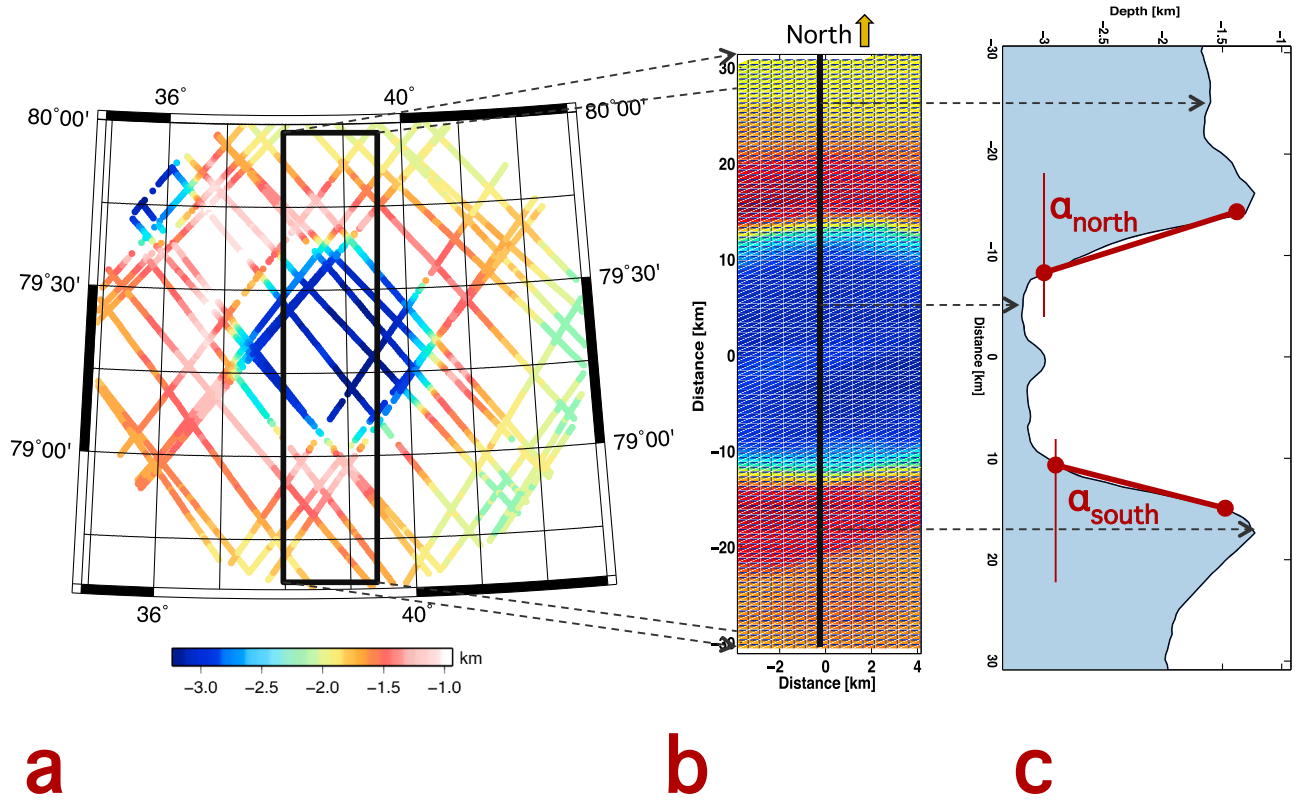 36°
40°
80°00'
80°00'
79°30'
79°30'
79°00'
79°00'
36°
40°
km
−3.0 −2.5 −2.0 −1.5 −1.0
a
North
30
20
10
0
−10
−20
−30
Distance [km]
−2 0 2 4
Distance [km]
b
Depth [km]
−3 −2.5 −2 −1.5 −1
−30
−20
−10
0
10
20
30
Distance [km]
αnorth
αsouth
c